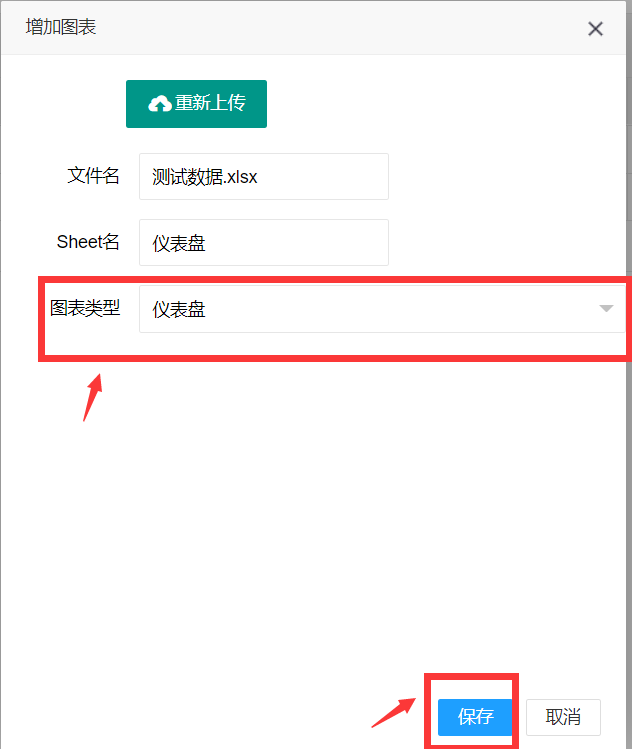 增加图表
重新上传
文件名 测试数据.xlsx
Sheet名 仪表盘
图表类型 仪表盘
保存 取消